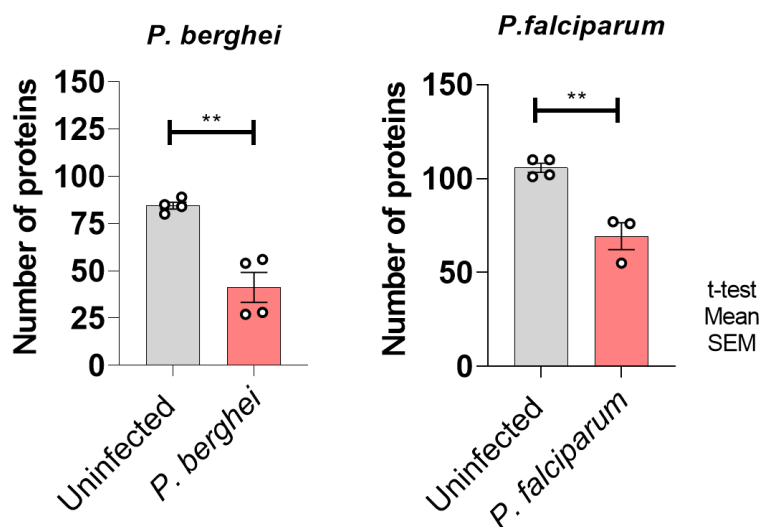 P. berghei
Number of proteins
150
125
100
75
50
25
0
**
Uninfected
P. berghei
P.falciparum
Number of proteins
150
100
50
0
**
Uninfected
P. falciparum
t-test
Mean
SEM